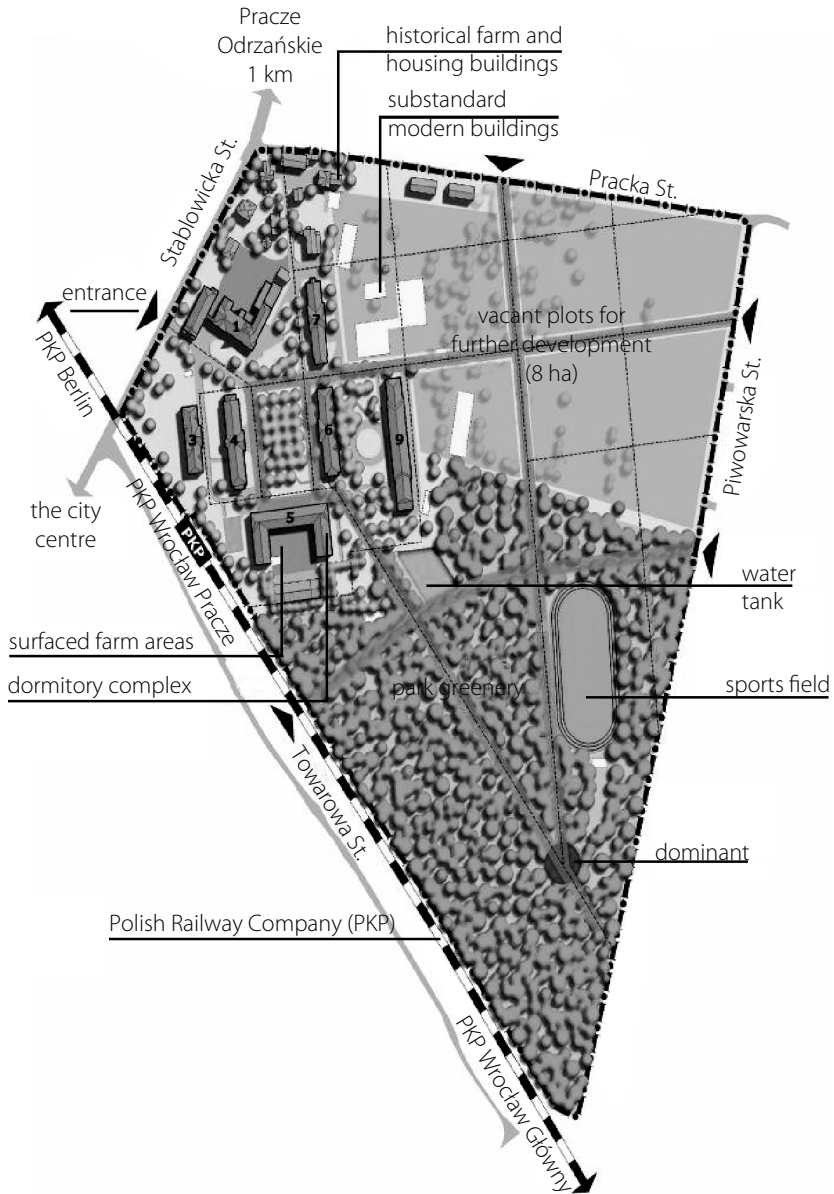 Pracze
Odrzańskie
1 km
historical farm and
housing buildings
substandard
modern buildings
Stabłowicka St.
Pracka St.
entrance
1
7
vacant plots for
further development
(8 ha)
PKP Berlin
Piwowarska St.
3
4
6
9
the city
centre
5
PKP
PKP Wrocław Pracze
water
tank
surfaced farm areas
dormitory complex
park greenery
sports field
Towarowa St.
dominant
Polish Railway Company (PKP)
PKP Wrocław Główny